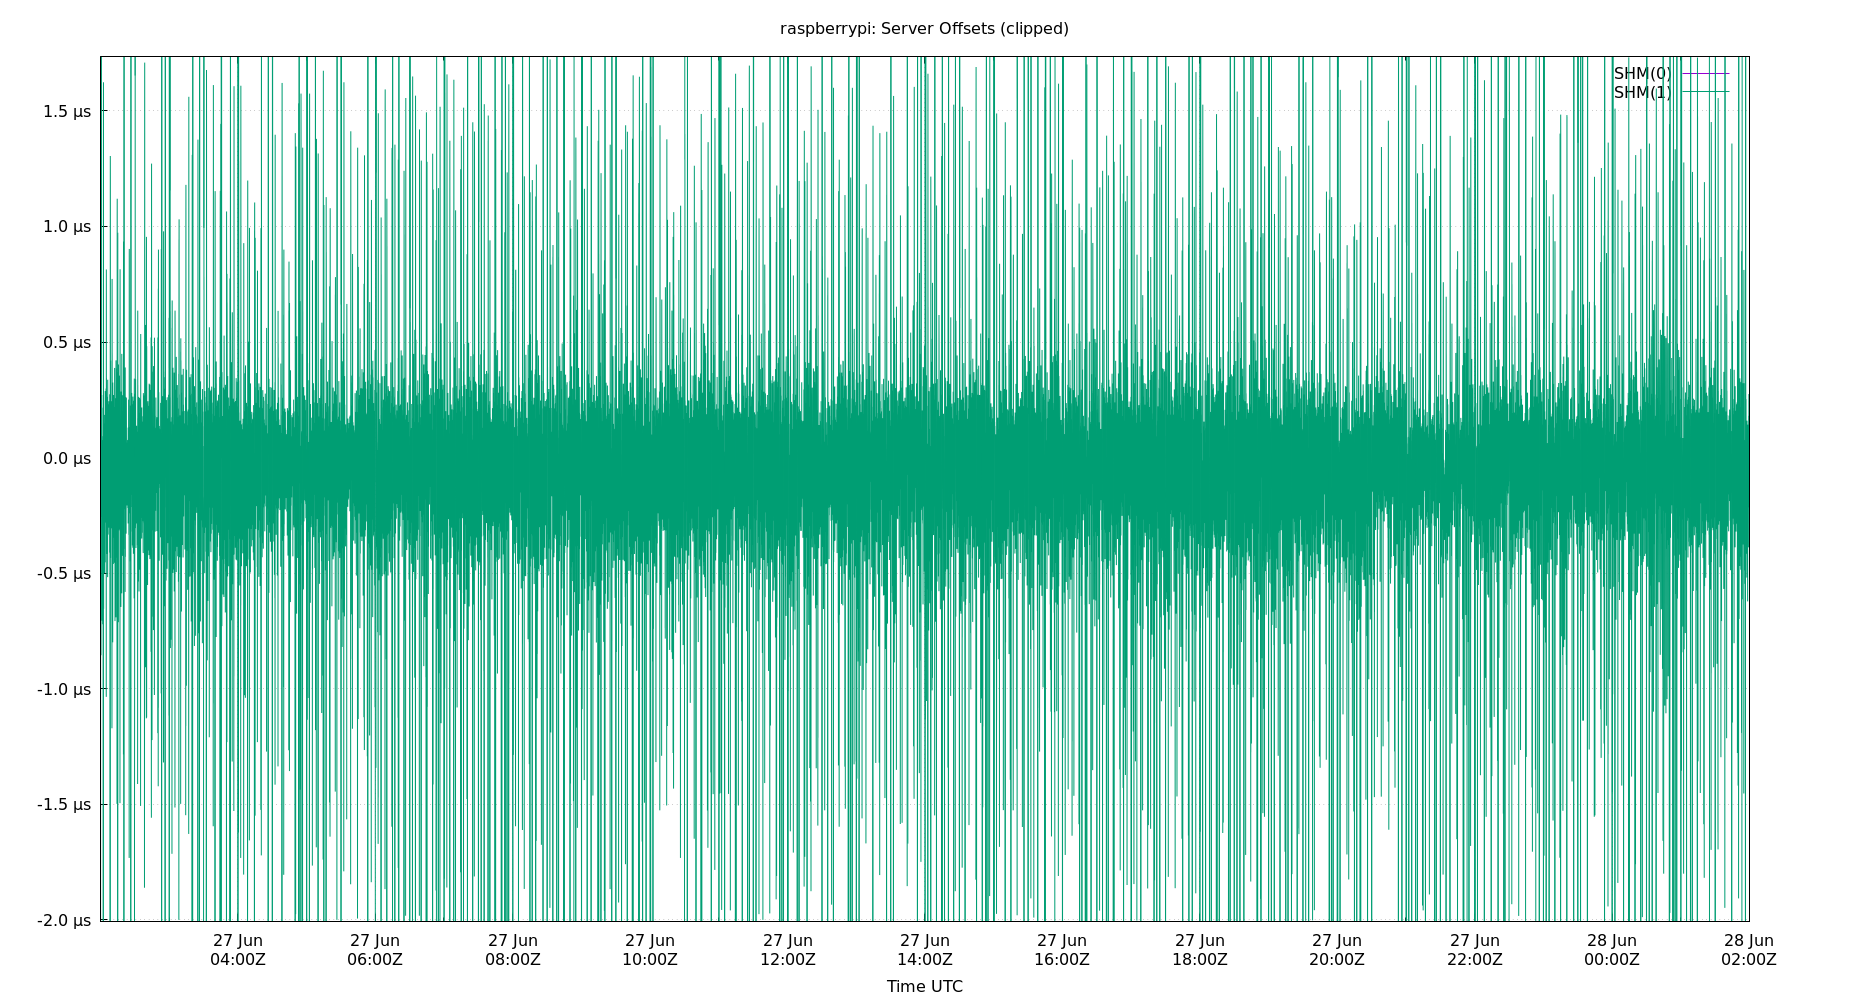 raspberrypi: Server Offsets (clipped)
SHM(0)
SHM(1)
1.5 µs
1.0 µs
0.5 µs
0.0 µs
-0.5 µs
-1.0 µs
-1.5 µs
-2.0 µs
27 Jun 27 Jun 27 Jun 27 Jun 27 Jun 27 Jun 27 Jun 27 Jun 27 Jun 27 Jun 28 Jun 28 Jun
04:00Z 06:00Z 08:00Z 10:00Z 12:00Z 14:00Z 16:00Z 18:00Z 20:00Z 22:00Z 00:00Z 02:00Z
Time UTC